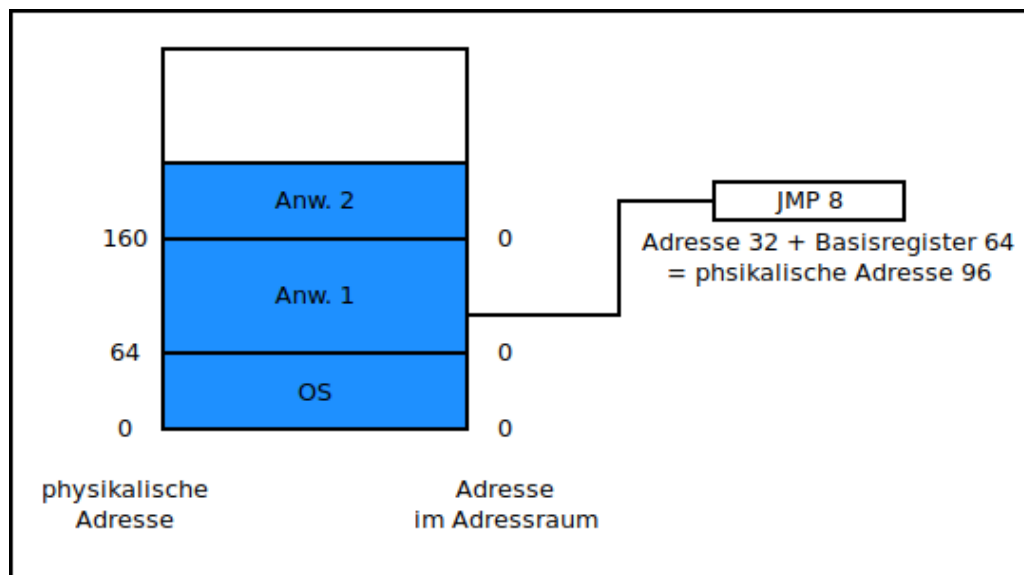 Anw. 2
JMP 8
160
0
Adresse 32 + Basisregister 64
= phsikalische Adresse 96
Anw. 1
64
0
OS
0
0
physikalische
Adresse
Adresse
im Adressraum